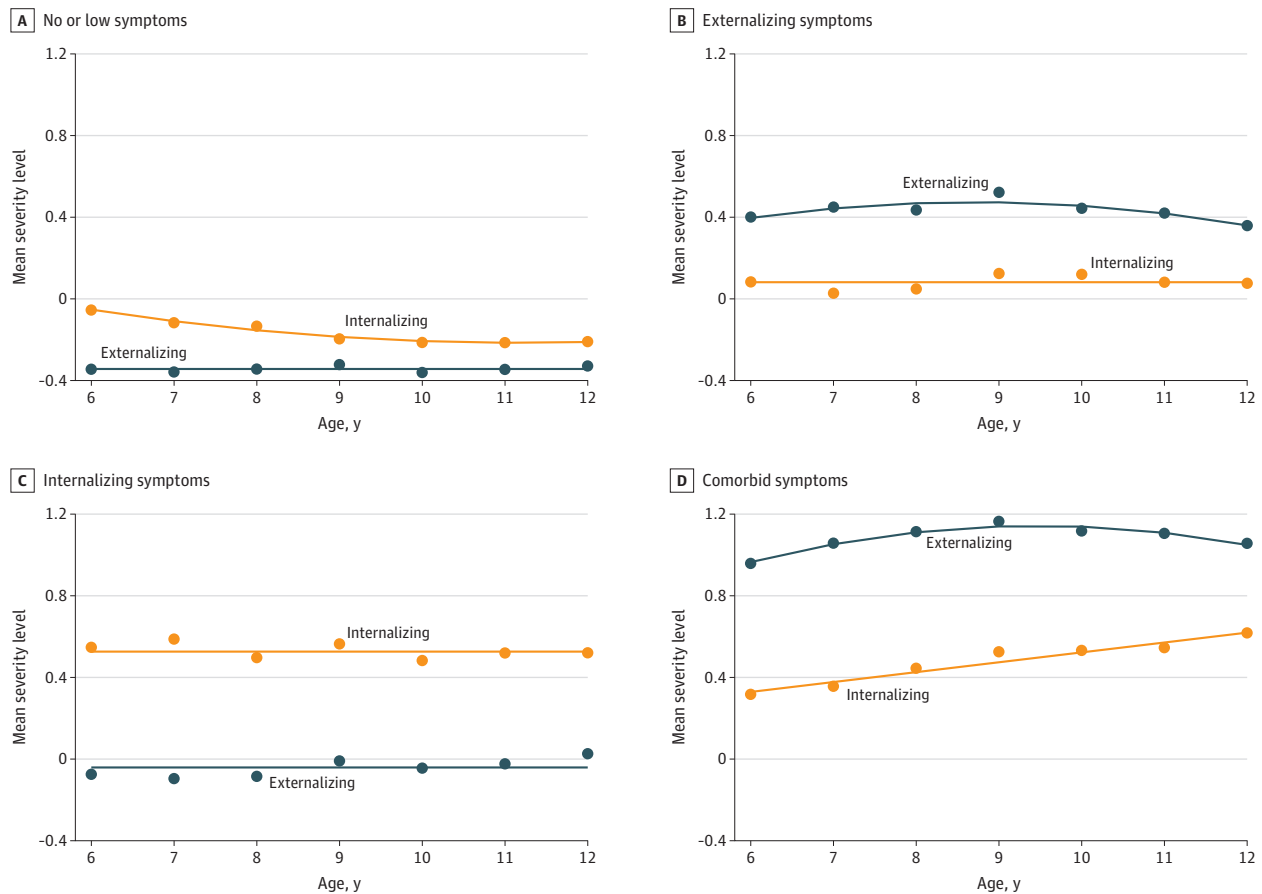 A No or low symptoms
Mean severity level
1.2
0.8
0.4
0
–0.4
Internalizing
Externalizing
6 7 8 9 10 11 12
Age, y
B Externalizing symptoms
Mean severity level
1.2
0.8
0.4
0
–0.4
Externalizing
Internalizing
6 7 8 9 10 11 12
Age, y
C Internalizing symptoms
Mean severity level
1.2
0.8
0.4
0
–0.4
Internalizing
Externalizing
6 7 8 9 10 11 12
Age, y
D Comorbid symptoms
Mean severity level
1.2
0.8
0.4
0
–0.4
Externalizing
Internalizing
6 7 8 9 10 11 12
Age, y